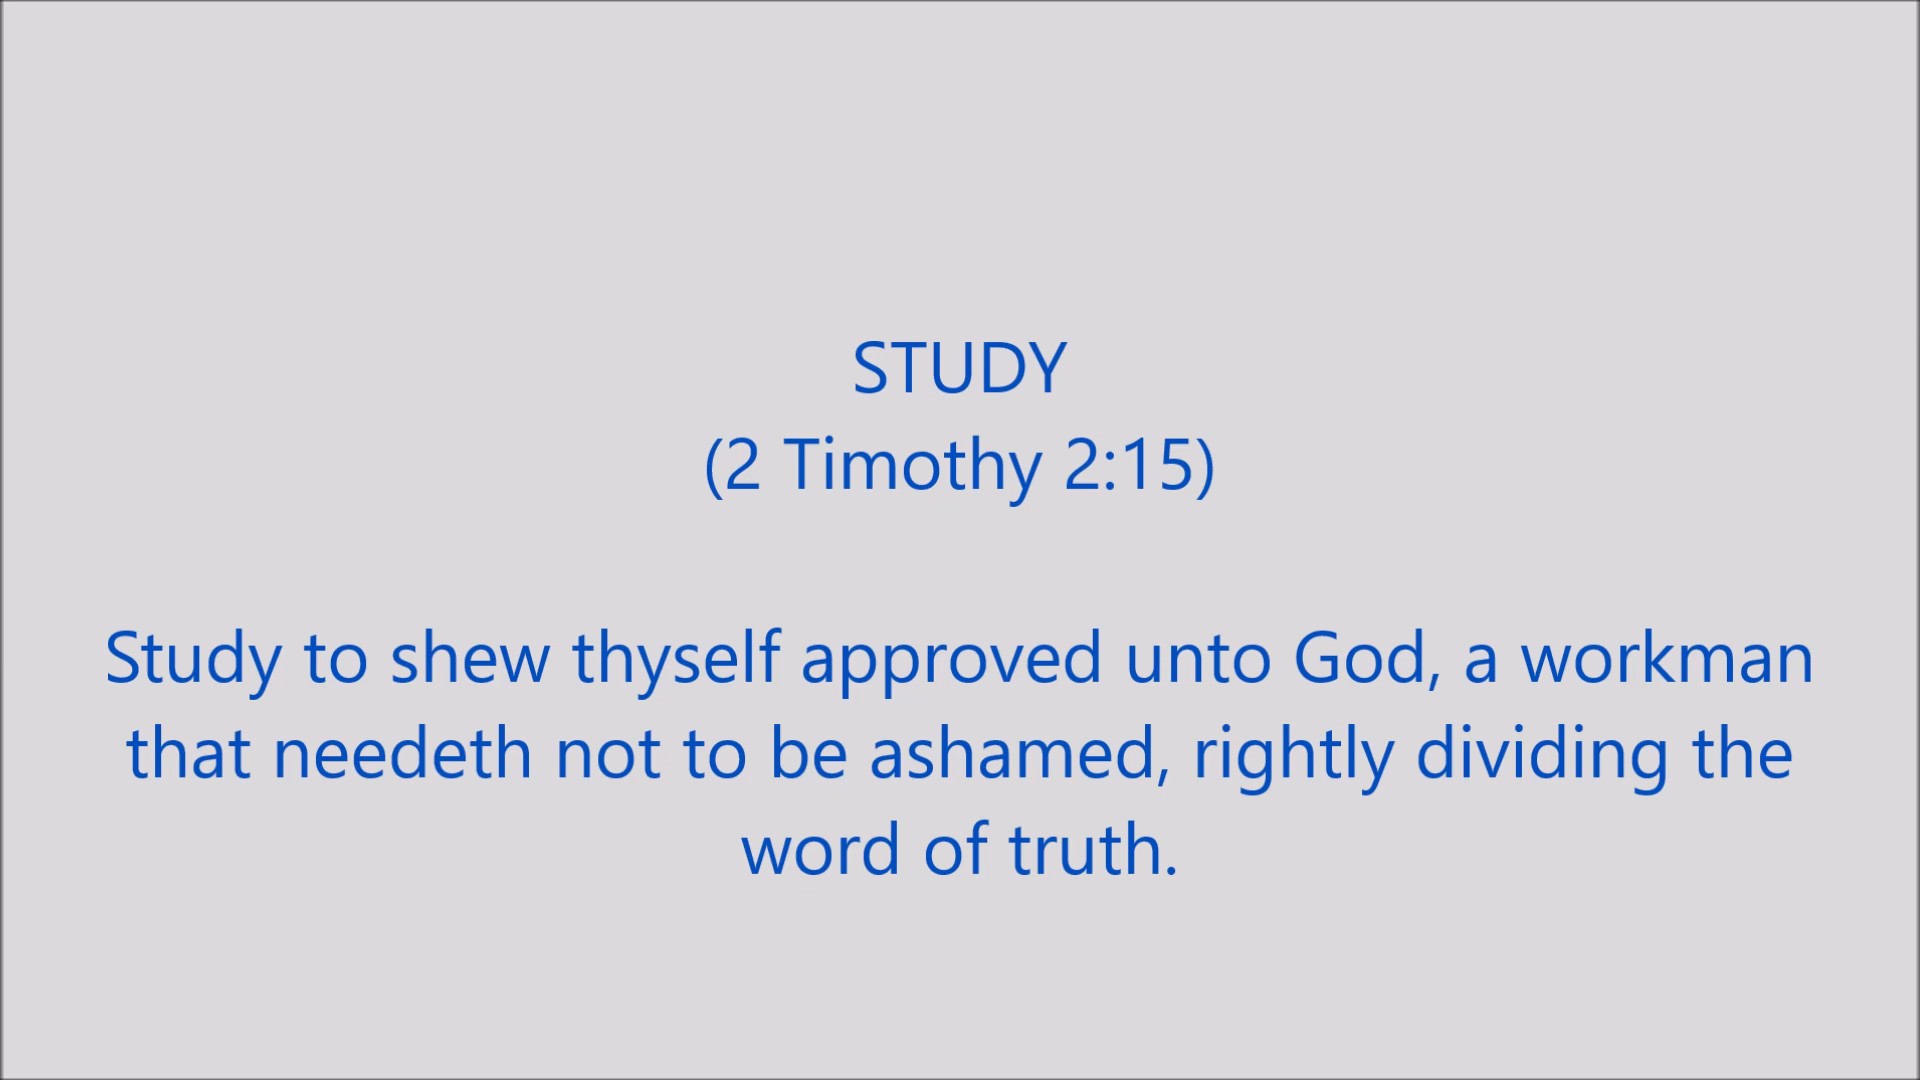 STUDY
(2 Timothy 2:15)
Study to shew thyself approved unto God, a workman
that needeth not to be ashamed, rightly dividing the
word of truth.